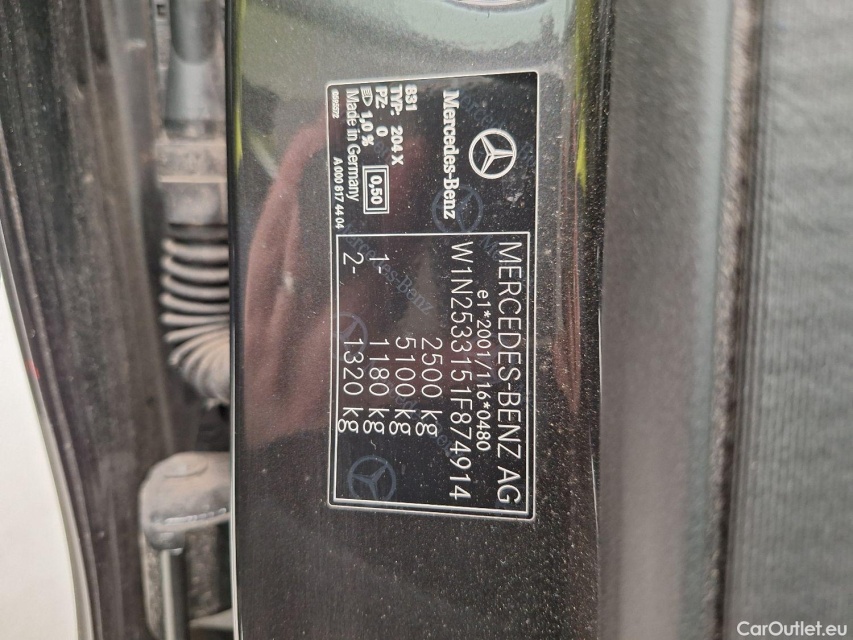 MERCEDES-BENZ AG
e1*2001/116*0480
W1N2533151F874914
2500 kg
5100 kg
1- 1180 kg
2- 1320 kg
Mercedes-Benz
831
TYP: 204 X
PZ: 0
1,0 % 0,50
Made in Germany
A 000 817 44 04
CarOutlet.eu